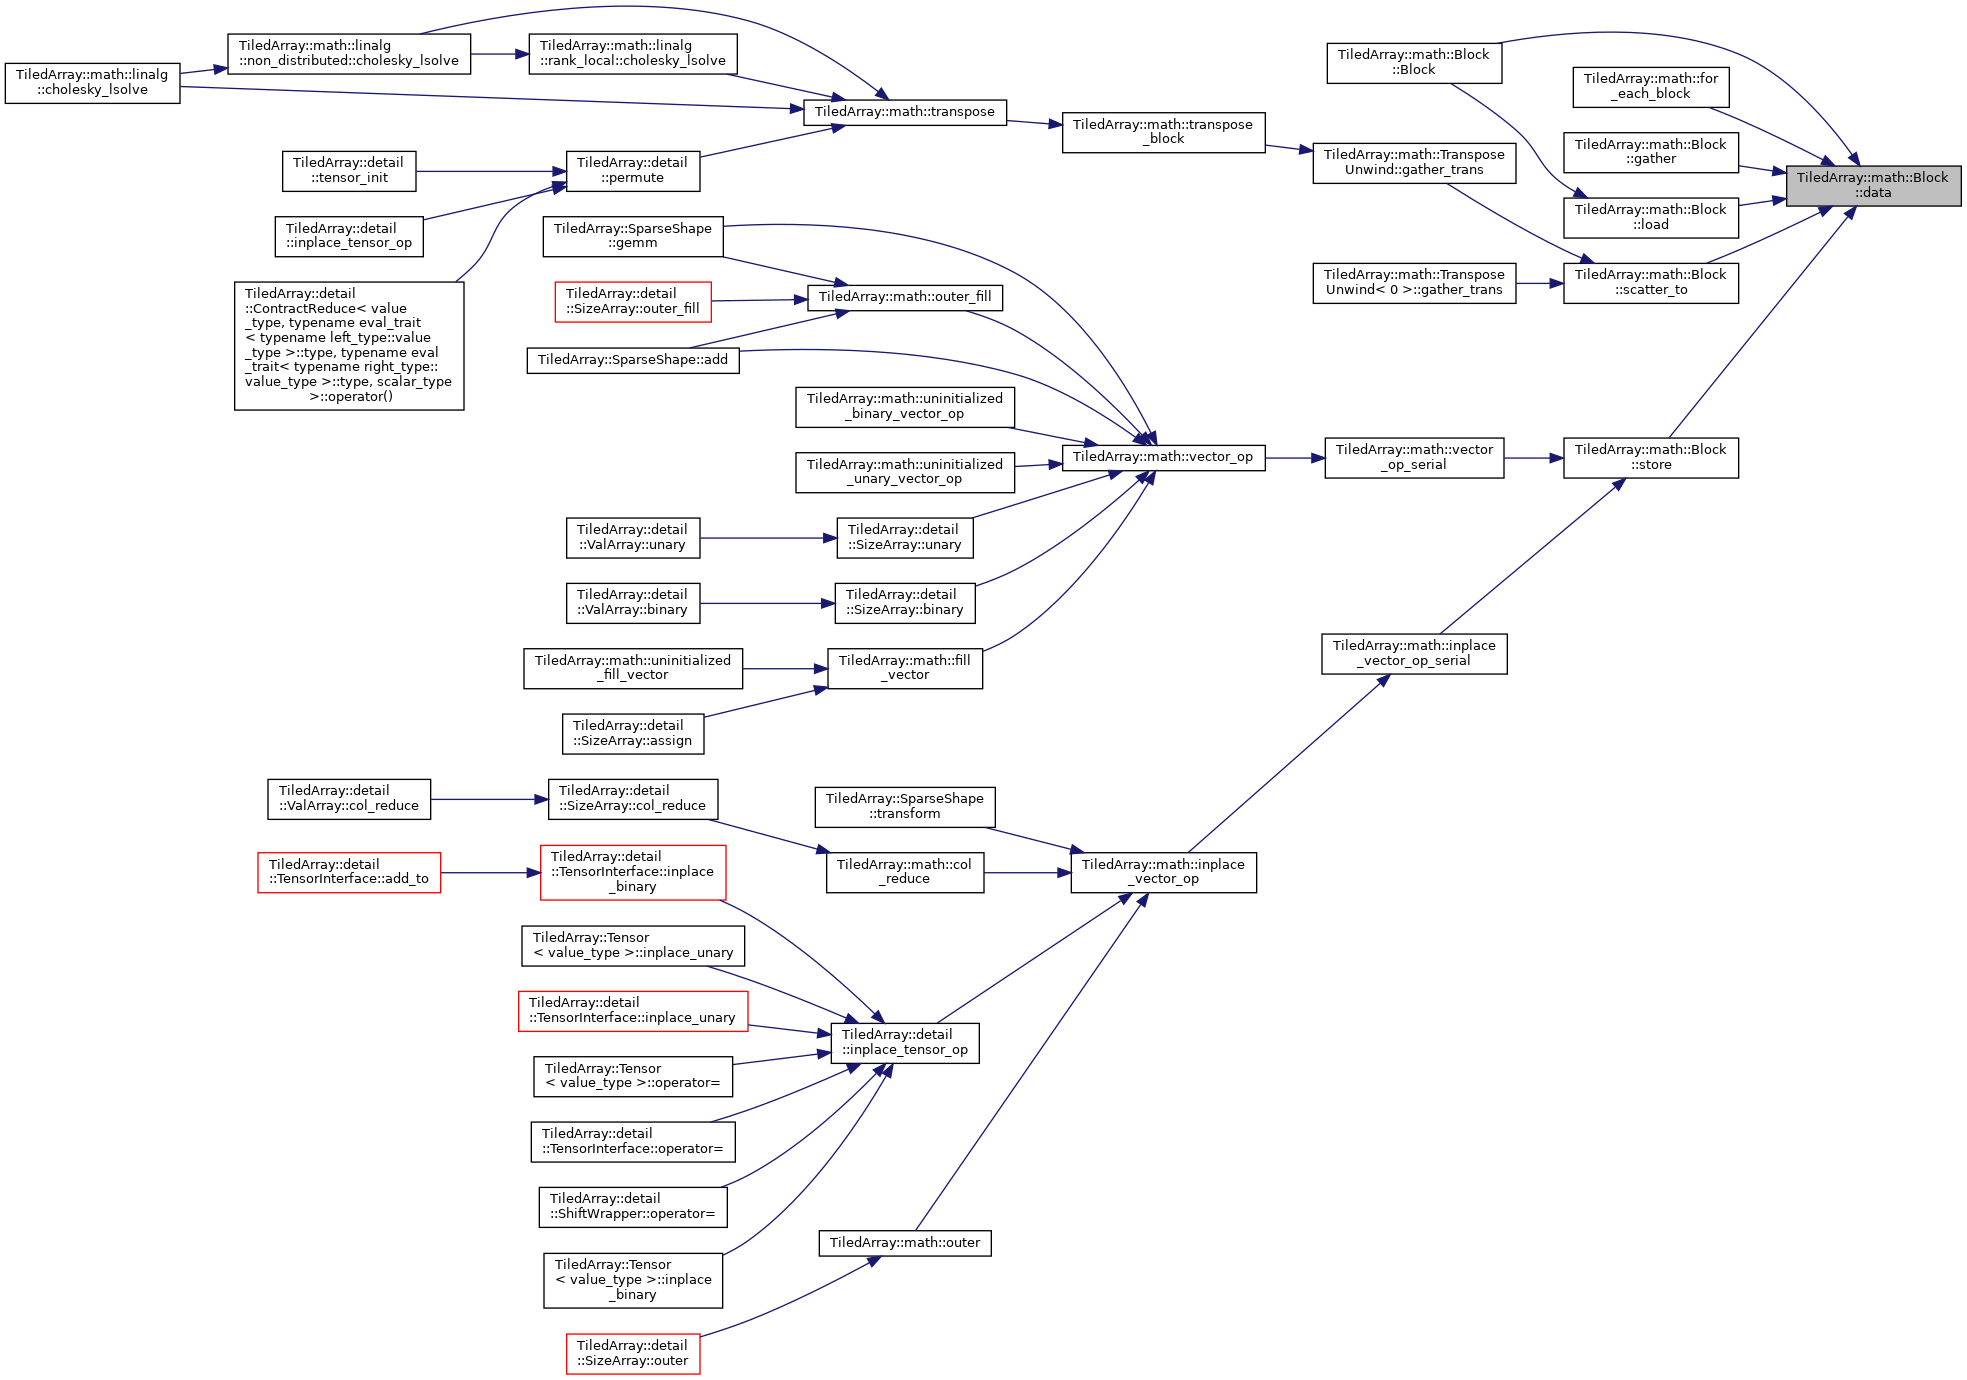 TiledArray::math::linalg
::cholesky_lsolve
TiledArray::math::linalg
::non_distributed::cholesky_lsolve
TiledArray::math::linalg
::rank_local::cholesky_lsolve
TiledArray::math::transpose
TiledArray::detail
::tensor_init
TiledArray::detail
::permute
TiledArray::detail
::inplace_tensor_op
TiledArray::detail
::ContractReduce< value
_type, typename eval_trait
< typename left_type::value
_type >::type, typename eval
_trait< typename right_type::
value_type >::type, scalar_type
>::operator()
TiledArray::math::transpose
_block
TiledArray::math::Transpose
Unwind::gather_trans
TiledArray::math::Transpose
Unwind< 0 >::gather_trans
TiledArray::math::Block
::Block
TiledArray::math::for
_each_block
TiledArray::math::Block
::gather
TiledArray::math::Block
::load
TiledArray::math::Block
::scatter_to
TiledArray::math::Block
::data
TiledArray::SparseShape
::gemm
TiledArray::detail
::SizeArray::outer_fill
TiledArray::math::outer_fill
TiledArray::SparseShape::add
TiledArray::math::uninitialized
_binary_vector_op
TiledArray::math::uninitialized
_unary_vector_op
TiledArray::math::vector_op
TiledArray::math::vector
_op_serial
TiledArray::math::Block
::store
TiledArray::detail
::ValArray::unary
TiledArray::detail
::SizeArray::unary
TiledArray::detail
::ValArray::binary
TiledArray::detail
::SizeArray::binary
TiledArray::math::uninitialized
_fill_vector
TiledArray::math::fill
_vector
TiledArray::detail
::SizeArray::assign
TiledArray::math::inplace
_vector_op_serial
TiledArray::detail
::ValArray::col_reduce
TiledArray::detail
::SizeArray::col_reduce
TiledArray::SparseShape
::transform
TiledArray::math::col
_reduce
TiledArray::math::inplace
_vector_op
TiledArray::detail
::TensorInterface::add_to
TiledArray::detail
::TensorInterface::inplace
_binary
TiledArray::Tensor
< value_type >::inplace_unary
TiledArray::detail
::TensorInterface::inplace_unary
TiledArray::detail
::inplace_tensor_op
TiledArray::Tensor
< value_type >::operator=
TiledArray::detail
::TensorInterface::operator=
TiledArray::detail
::ShiftWrapper::operator=
TiledArray::Tensor
< value_type >::inplace
_binary
TiledArray::math::outer
TiledArray::detail
::SizeArray::outer